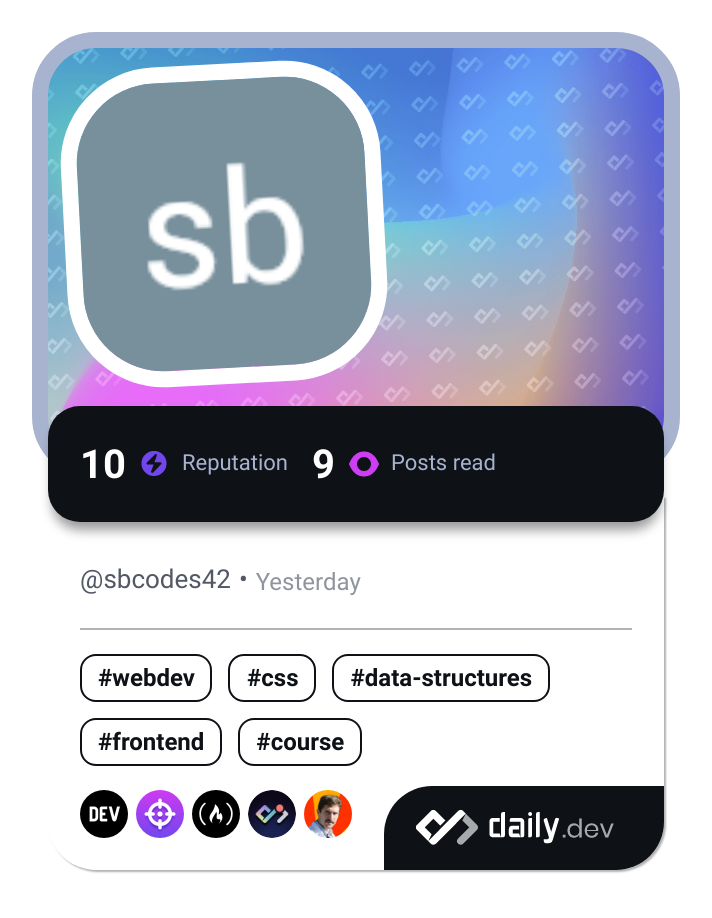 sb
10 Reputation 9 Posts read
@sbcodes42 • Yesterday
#webdev #css #data-structures
#frontend #course
DEV
daily.dev